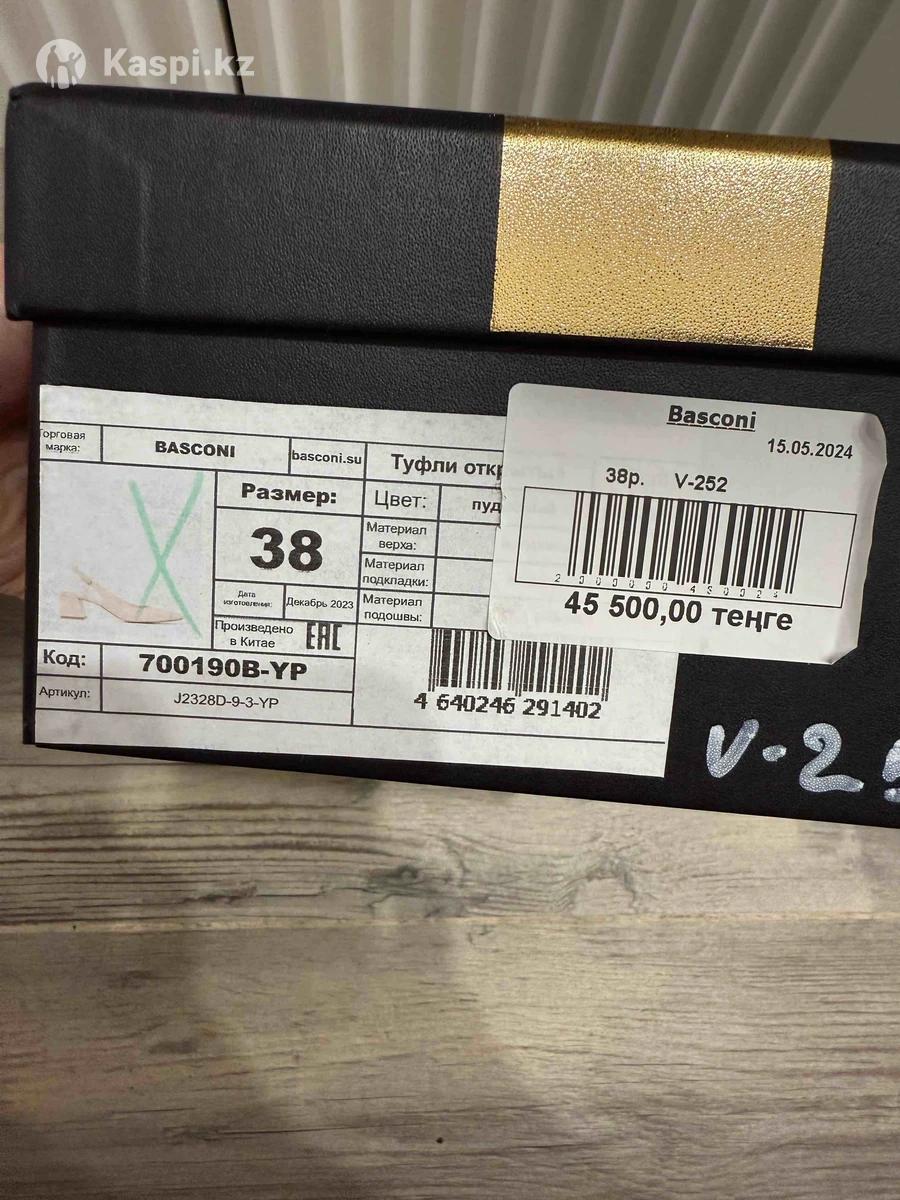 Kaspi.kz
Basconi
15.05.2024
38р. V-252
45 500,00 теңге
Торговая марка:
BASCONI
basconi.su
Туфли откр
Размер:
38
Цвет:
пуд
Материал верха:
Материал подкладки:
Материал подошвы:
Дата изготовления:
Декабрь 2023
Произведено в Китае
EAC
Код:
700190B-YP
Артикул:
J2328D-9-3-YP
4 640246 291402
V-2